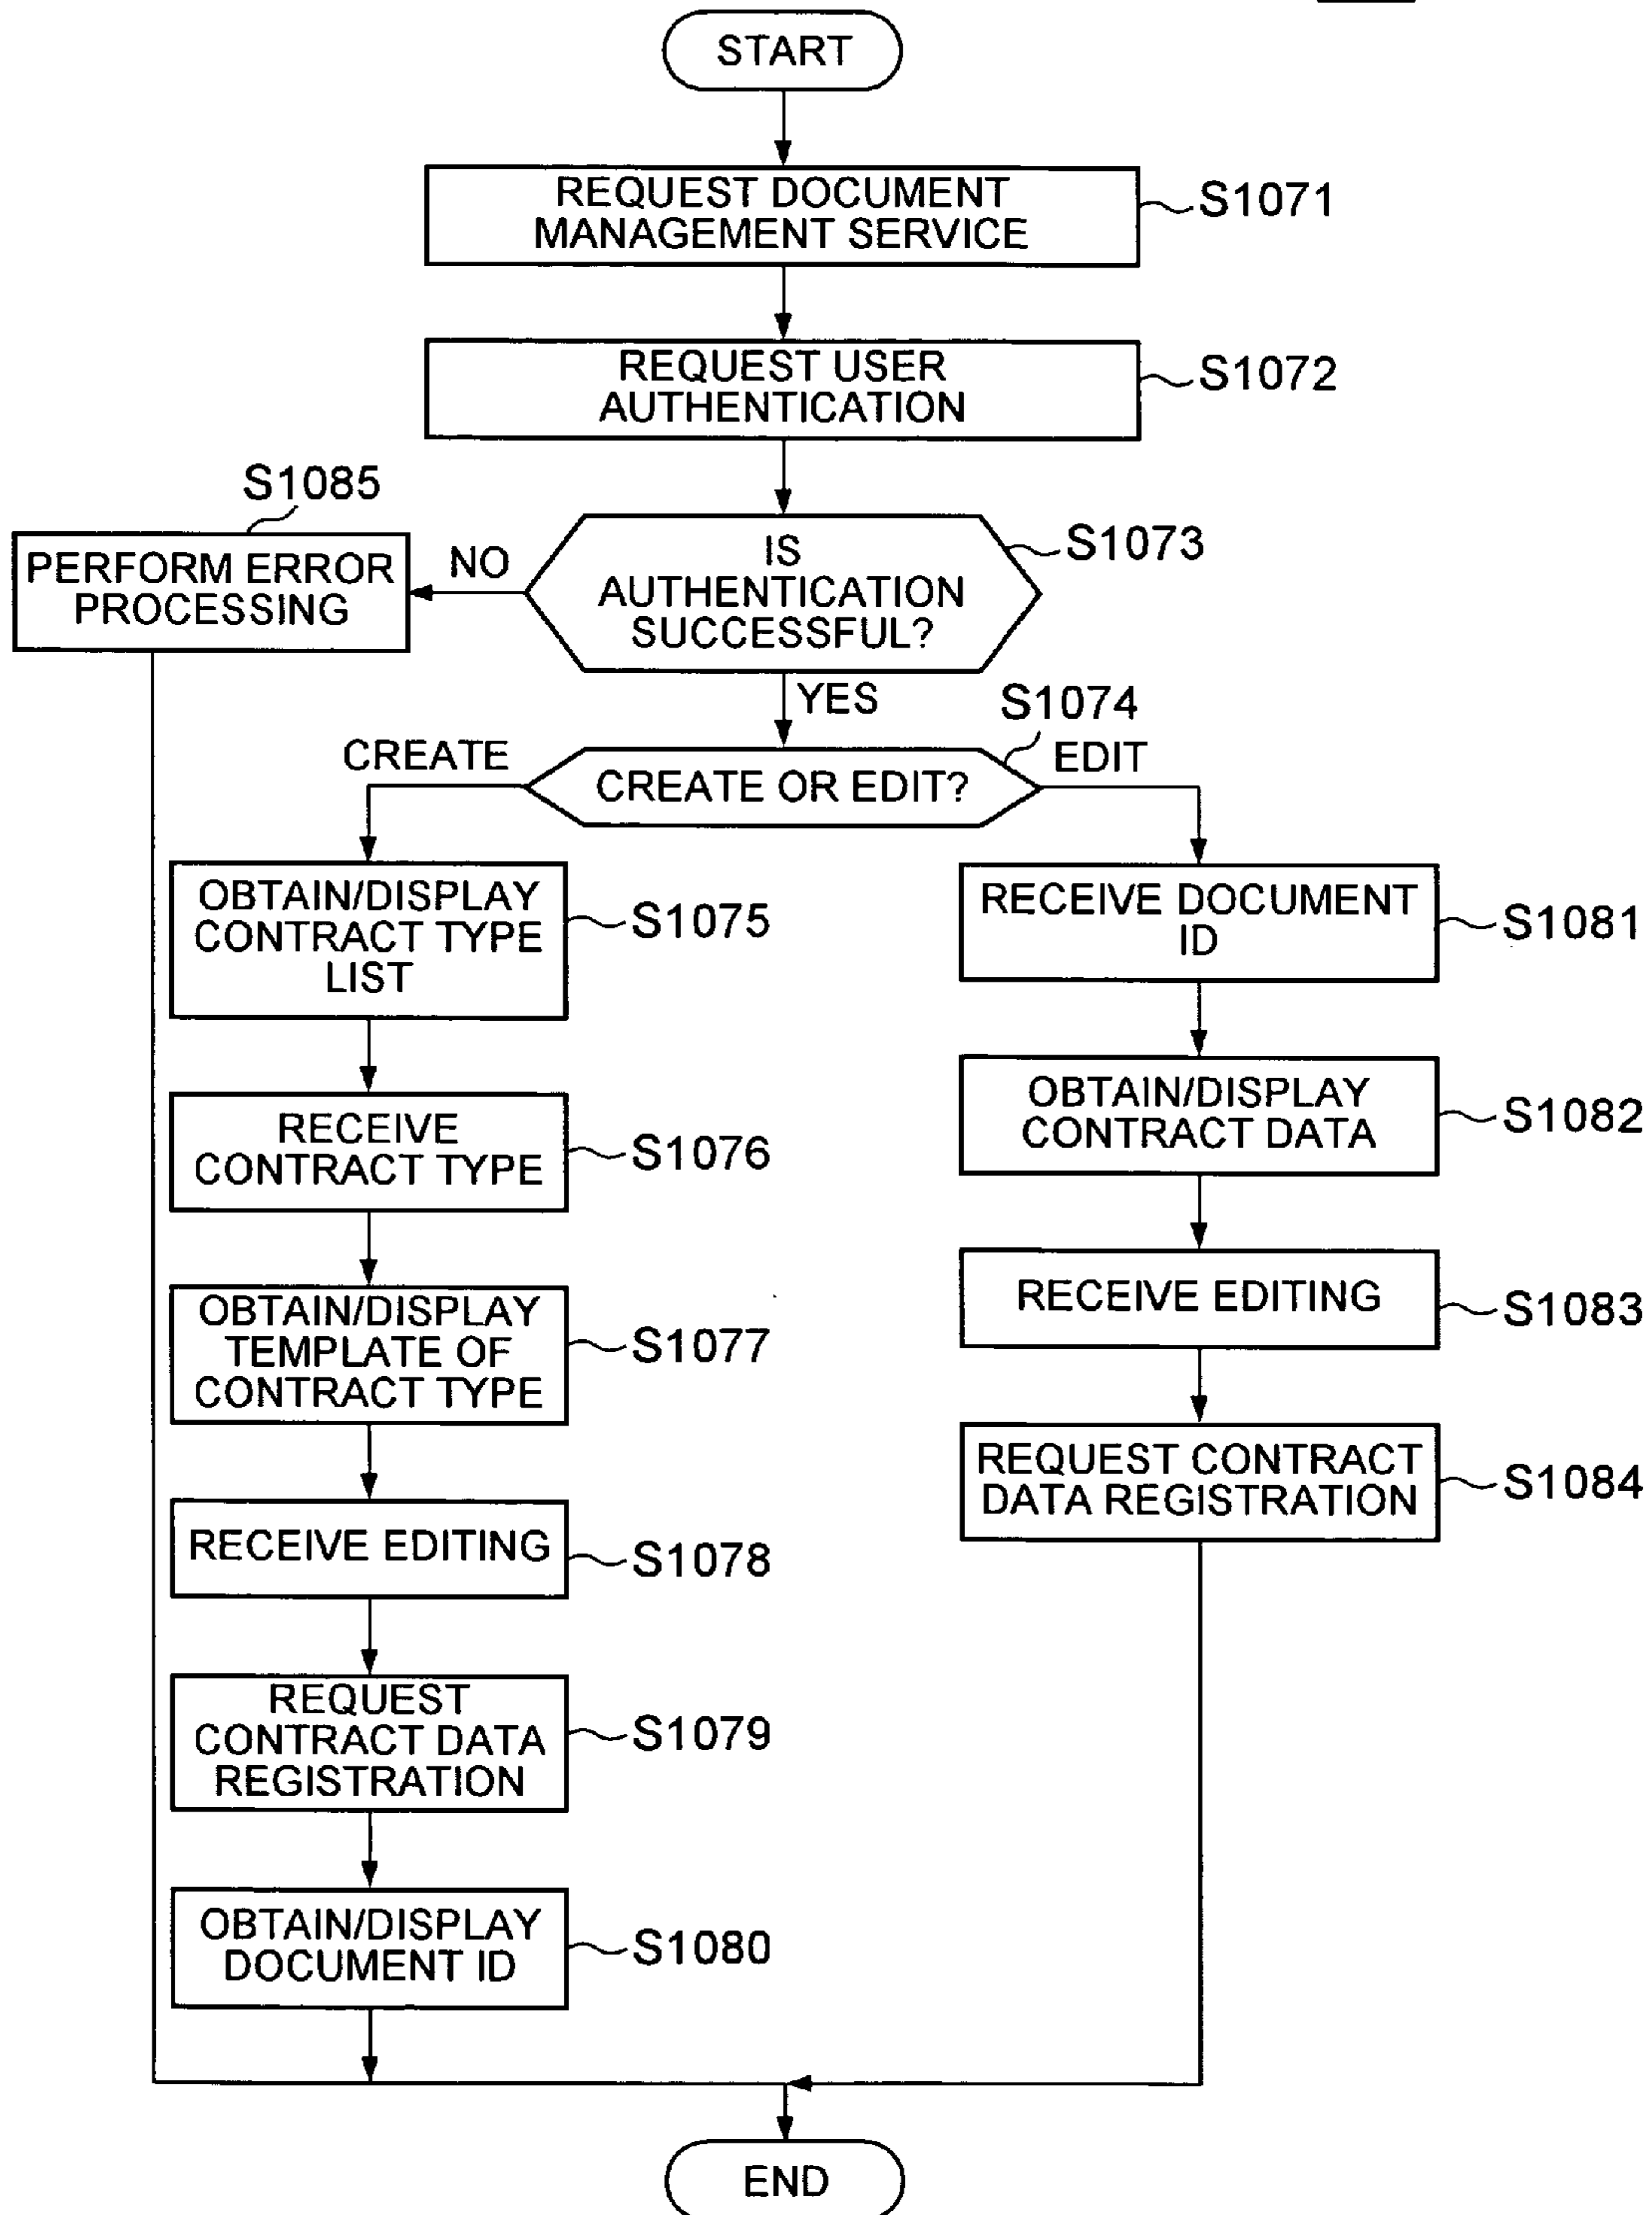 START
REQUEST DOCUMENT
MANAGEMENT SERVICE
S1071
REQUEST USER
AUTHENTICATION
S1072
S1085
PERFORM ERROR
PROCESSING
NO
IS
AUTHENTICATION
SUCCESSFUL?
S1073
YES
S1074
CREATE
CREATE OR EDIT?
EDIT
OBTAIN/DISPLAY
CONTRACT TYPE
LIST
S1075
RECEIVE
CONTRACT TYPE
S1076
OBTAIN/DISPLAY
TEMPLATE OF
CONTRACT TYPE
S1077
RECEIVE EDITING
S1078
REQUEST
CONTRACT DATA
REGISTRATION
S1079
OBTAIN/DISPLAY
DOCUMENT ID
S1080
RECEIVE DOCUMENT
ID
S1081
OBTAIN/DISPLAY
CONTRACT DATA
S1082
RECEIVE EDITING
S1083
REQUEST CONTRACT
DATA REGISTRATION
S1084
END